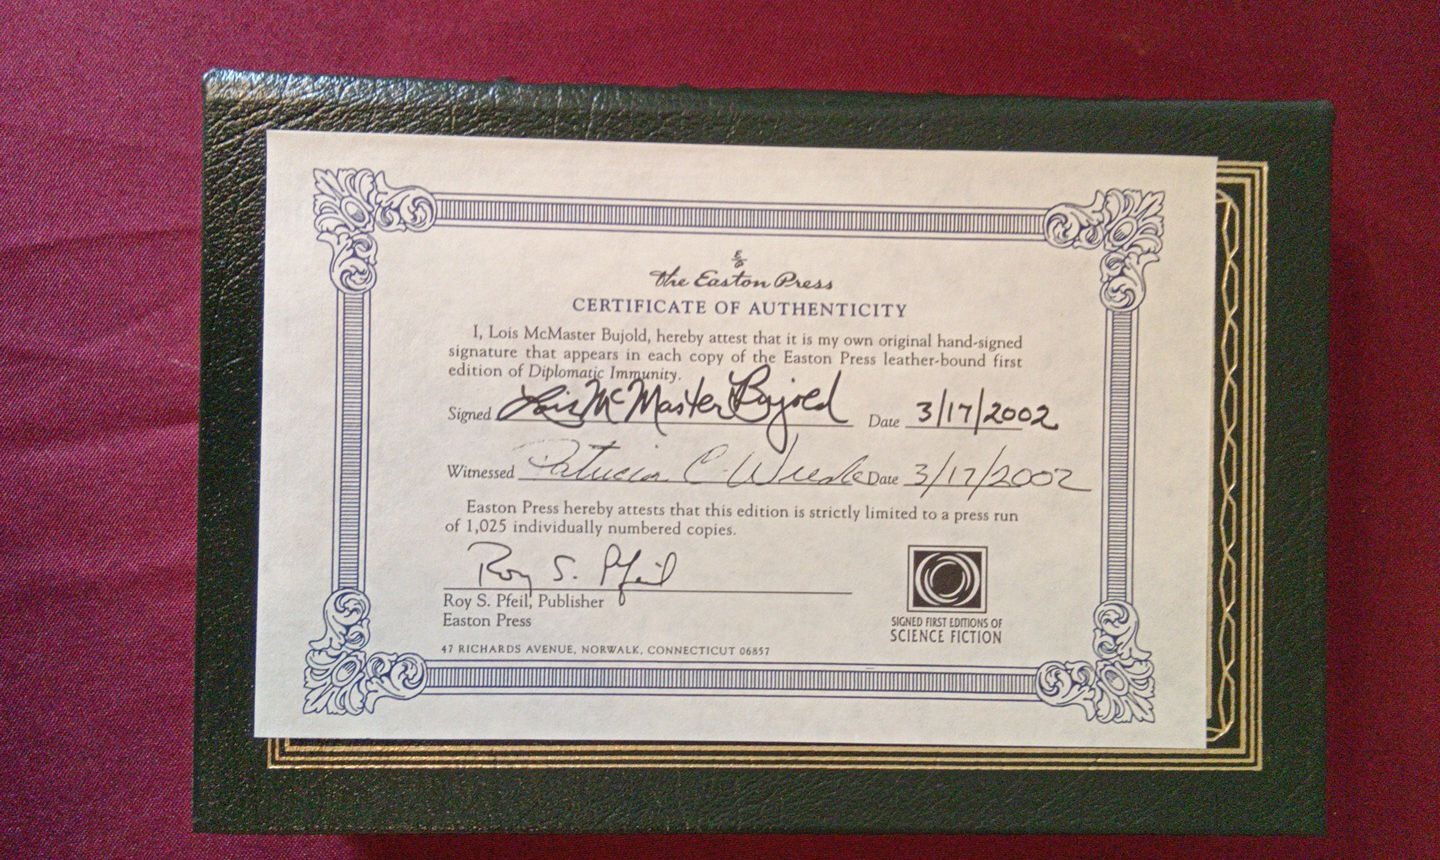 E/P
the Easton Press
CERTIFICATE OF AUTHENTICITY
I, Lois McMaster Bujold, hereby attest that it is my own original hand-signed
signature that appears in each copy of the Easton Press leather-bound first
edition of Diplomatic Immunity.
Signed Lois McMaster Bujold Date 3/17/2002
Witnessed Patricia C Wrede Date 3/17/2002
Easton Press hereby attests that this edition is strictly limited to a press run
of 1,025 individually numbered copies.
Roy S. Pfeil
Roy S. Pfeil, Publisher
Easton Press
SIGNED FIRST EDITIONS OF
SCIENCE FICTION
47 RICHARDS AVENUE, NORWALK, CONNECTICUT 06857